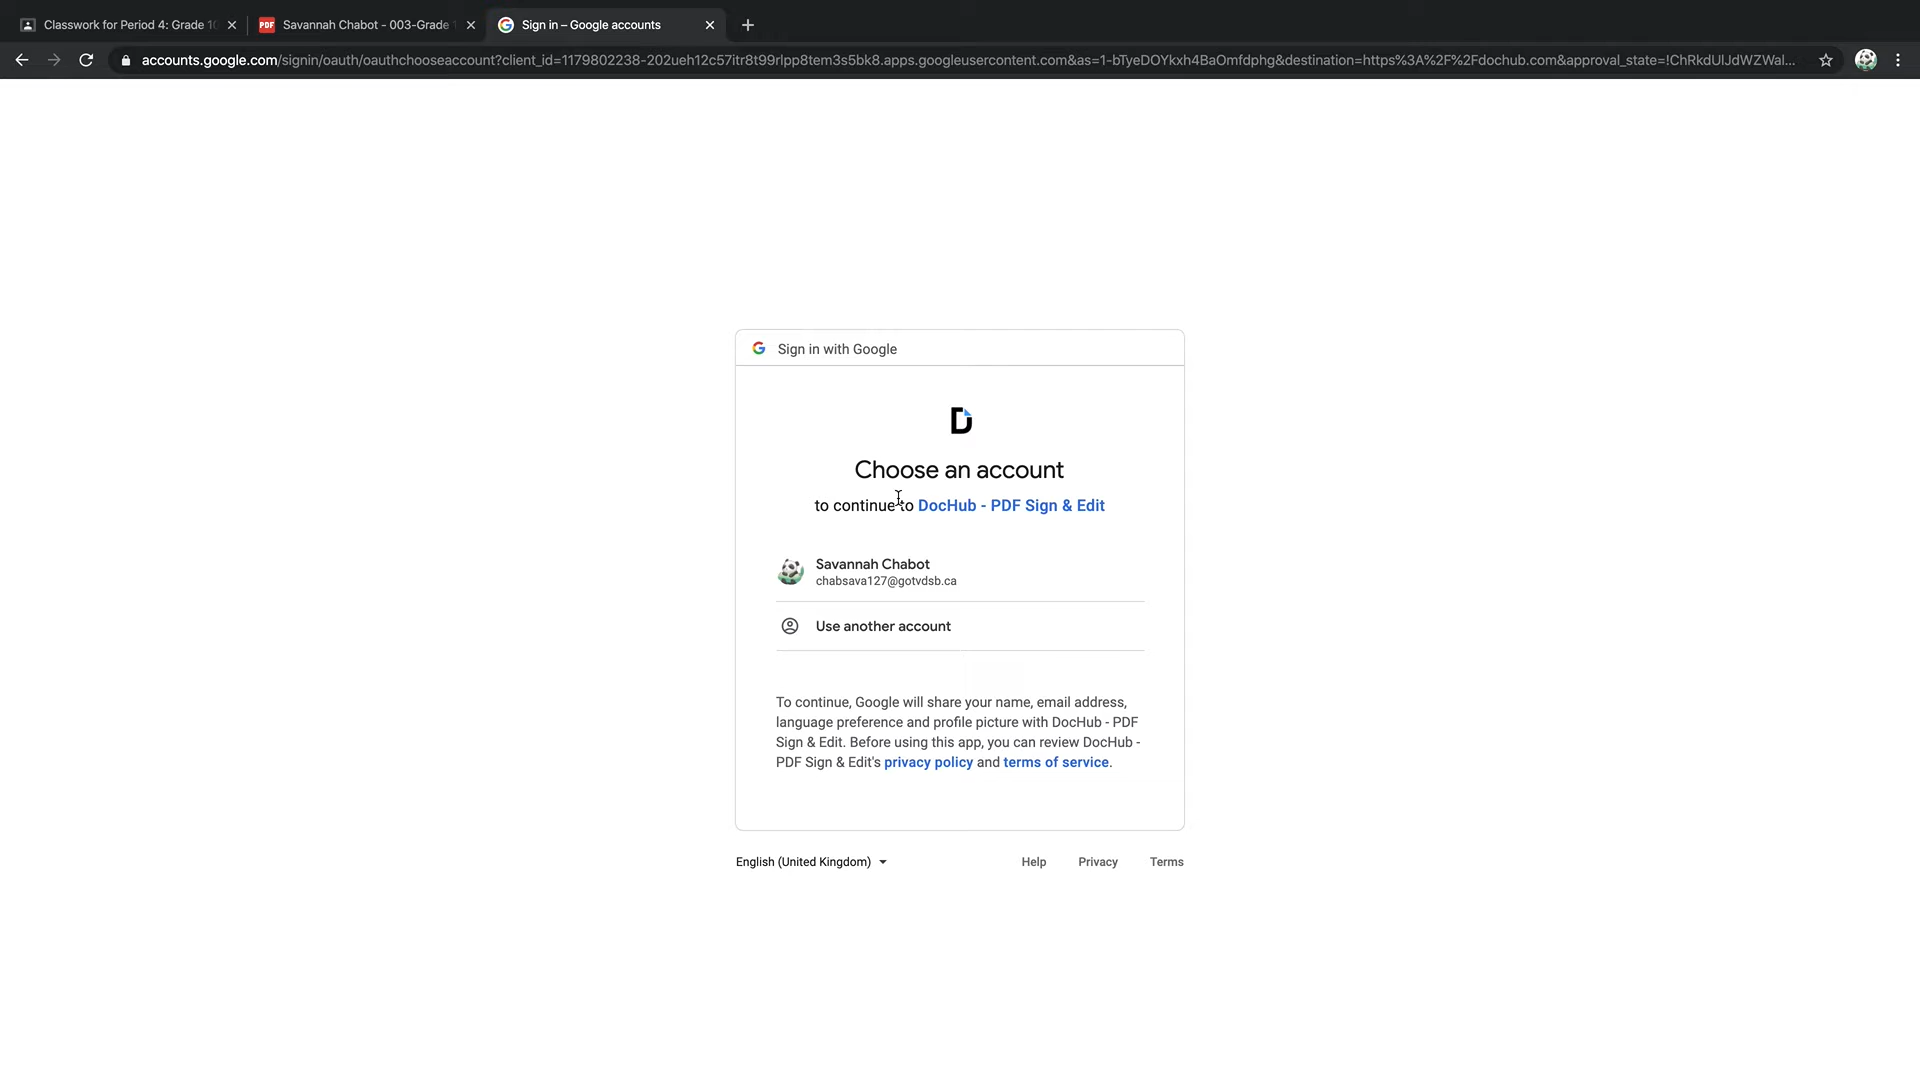 Classwork for Period 4: Grade 10
Savannah Chabot - 003-Grade
Sign in – Google accounts
accounts.google.com/signin/oauth/oauthchooseaccount?client_id=1179802238-202ueh12c57itr8t99rlpp8tem3s5bk8.apps.googleusercontent.com&as=1-bTyeDOYkxh4BaOmfdphg&destination=https%3A%2F%2Fdochub.com&approval_state=!ChRkdUlJdWZWal...
Sign in with Google
Choose an account
to continue to DocHub - PDF Sign & Edit
Savannah Chabot
chabsava127@gotvdsb.ca
Use another account
To continue, Google will share your name, email address,
language preference and profile picture with DocHub - PDF
Sign & Edit. Before using this app, you can review DocHub -
PDF Sign & Edit's privacy policy and terms of service.
English (United Kingdom)
Help
Privacy
Terms